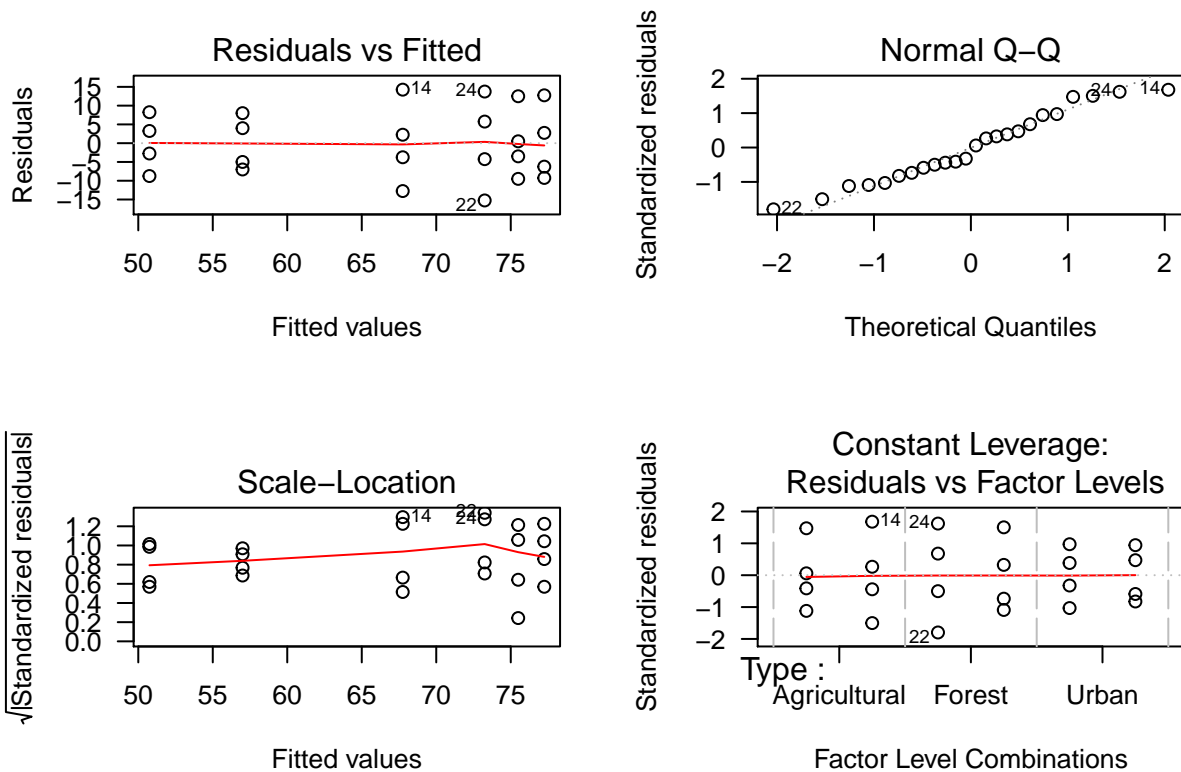 Residuals vs Fitted
Residuals
15
10
5
0
−5
−10
−15
14
24
22
50 55 60 65 70 75
Fitted values
Normal Q−Q
Standardized residuals
2
1
0
−1
24
14
22
−2 −1 0 1 2
Theoretical Quantiles
Scale−Location
√|Standardized residuals|
1.2
1.0
0.8
0.6
0.4
0.2
0.0
14
22
24
50 55 60 65 70 75
Fitted values
Constant Leverage:
Residuals vs Factor Levels
Standardized residuals
2
1
0
−1
−2
14
24
22
Type :
Agricultural Forest Urban
Factor Level Combinations